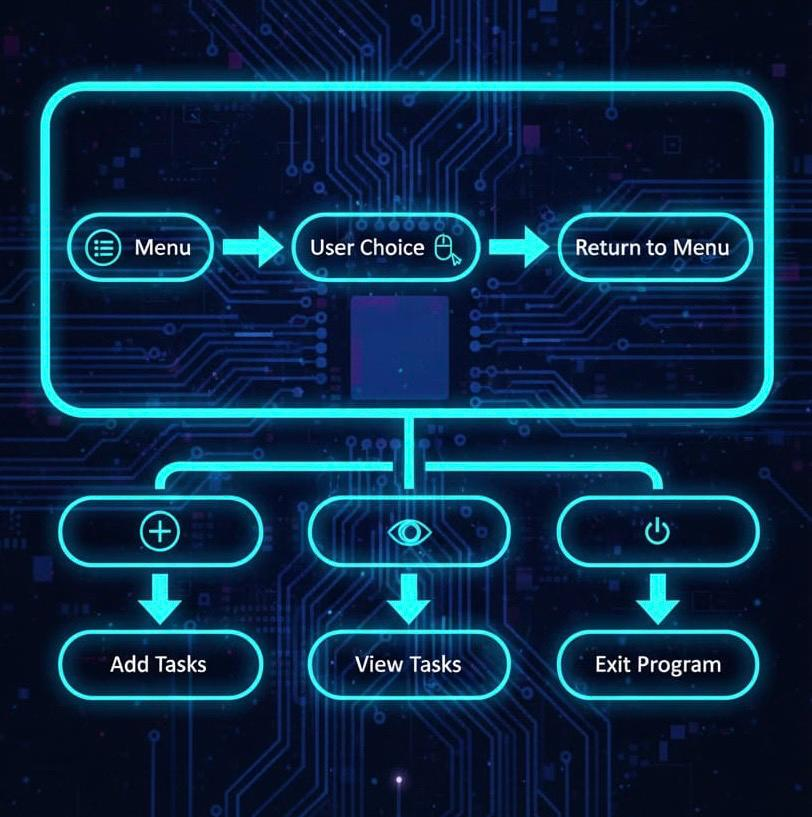 Menu
User Choice
Return to Menu
Add Tasks
View Tasks
Exit Program